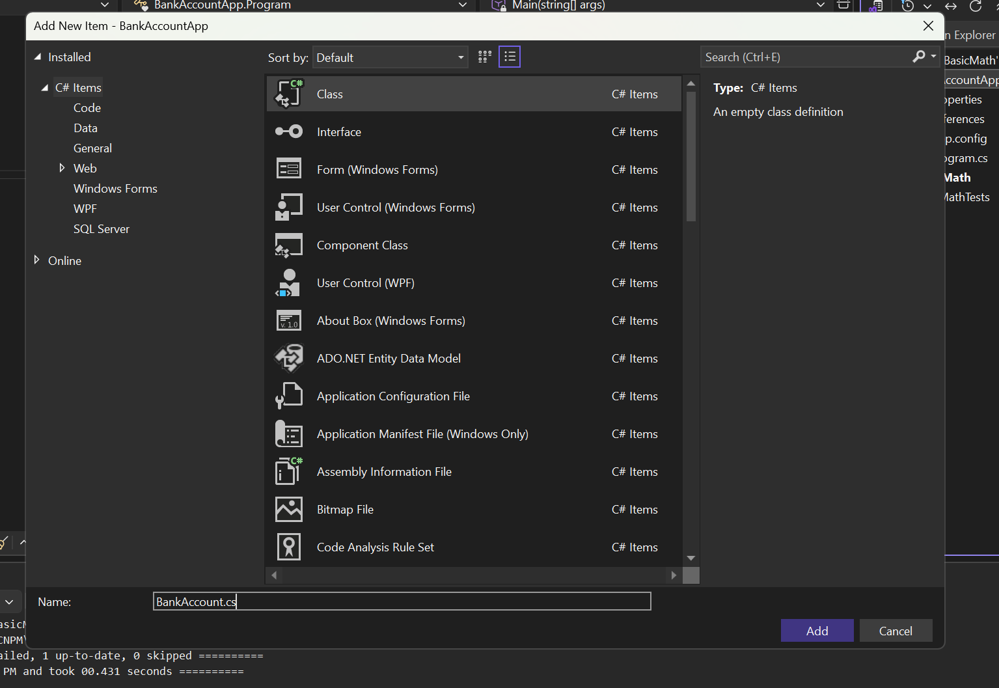 BankAccountApp.Program
Main(string[] args)
Add New Item - BankAccountApp
Installed
C# Items
Code
Data
General
Web
Windows Forms
WPF
SQL Server
Online
Sort by: Default
Class C# Items
Interface C# Items
Form (Windows Forms) C# Items
User Control (Windows Forms) C# Items
Component Class C# Items
User Control (WPF) C# Items
About Box (Windows Forms) C# Items
v. 1.0
ADO.NET Entity Data Model C# Items
Application Configuration File C# Items
Application Manifest File (Windows Only) C# Items
Assembly Information File C# Items
Bitmap File C# Items
Code Analysis Rule Set C# Items
Search (Ctrl+E)
Type: C# Items
An empty class definition
n Explorer
BasicMath'
ccountApp
operties
ferences
p.config
ogram.cs
Math
MathTests
Name: BankAccount.cs
Add Cancel
asicM
CNPM\
ailed, 1 up-to-date, 0 skipped ==========
PM and took 00.431 seconds ==========